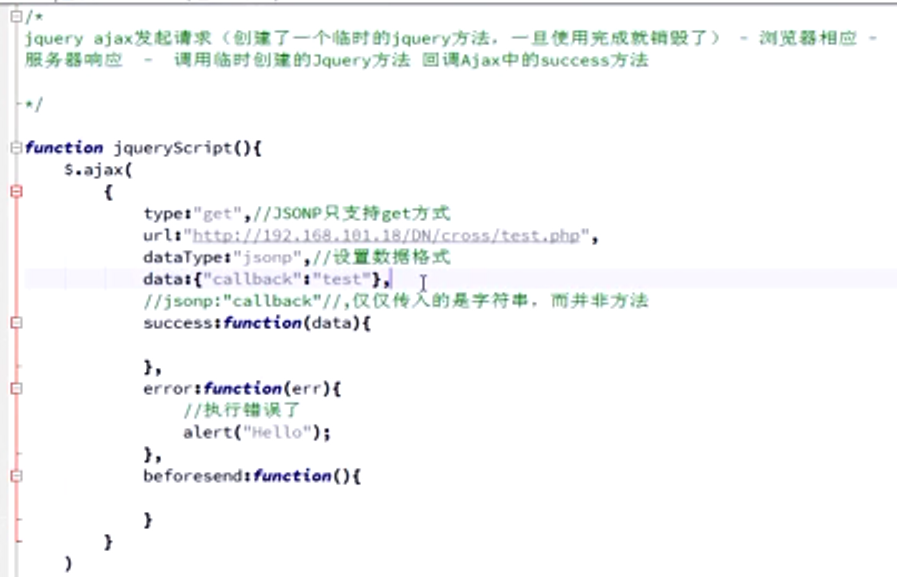 /*
jquery ajax发起请求（创建了一个临时的jquery方法，一旦使用完成就销毁了） - 浏览器相应 -
服务器响应 - 调用临时创建的Jquery方法 回调Ajax中的success方法
*/
function jqueryScript(){
$.ajax(
{
type:"get",//JSONP只支持get方式
url:"http://192.168.101.18/DN/cross/test.php",
dataType:"jsonp",//设置数据格式
data:{"callback":"test"},
//jsonp:"callback"//,仅仅传入的是字符串，而并非方法
success:function(data){
},
error:function(err){
//执行错误了
alert("Hello");
},
beforesend:function(){
}
}
)